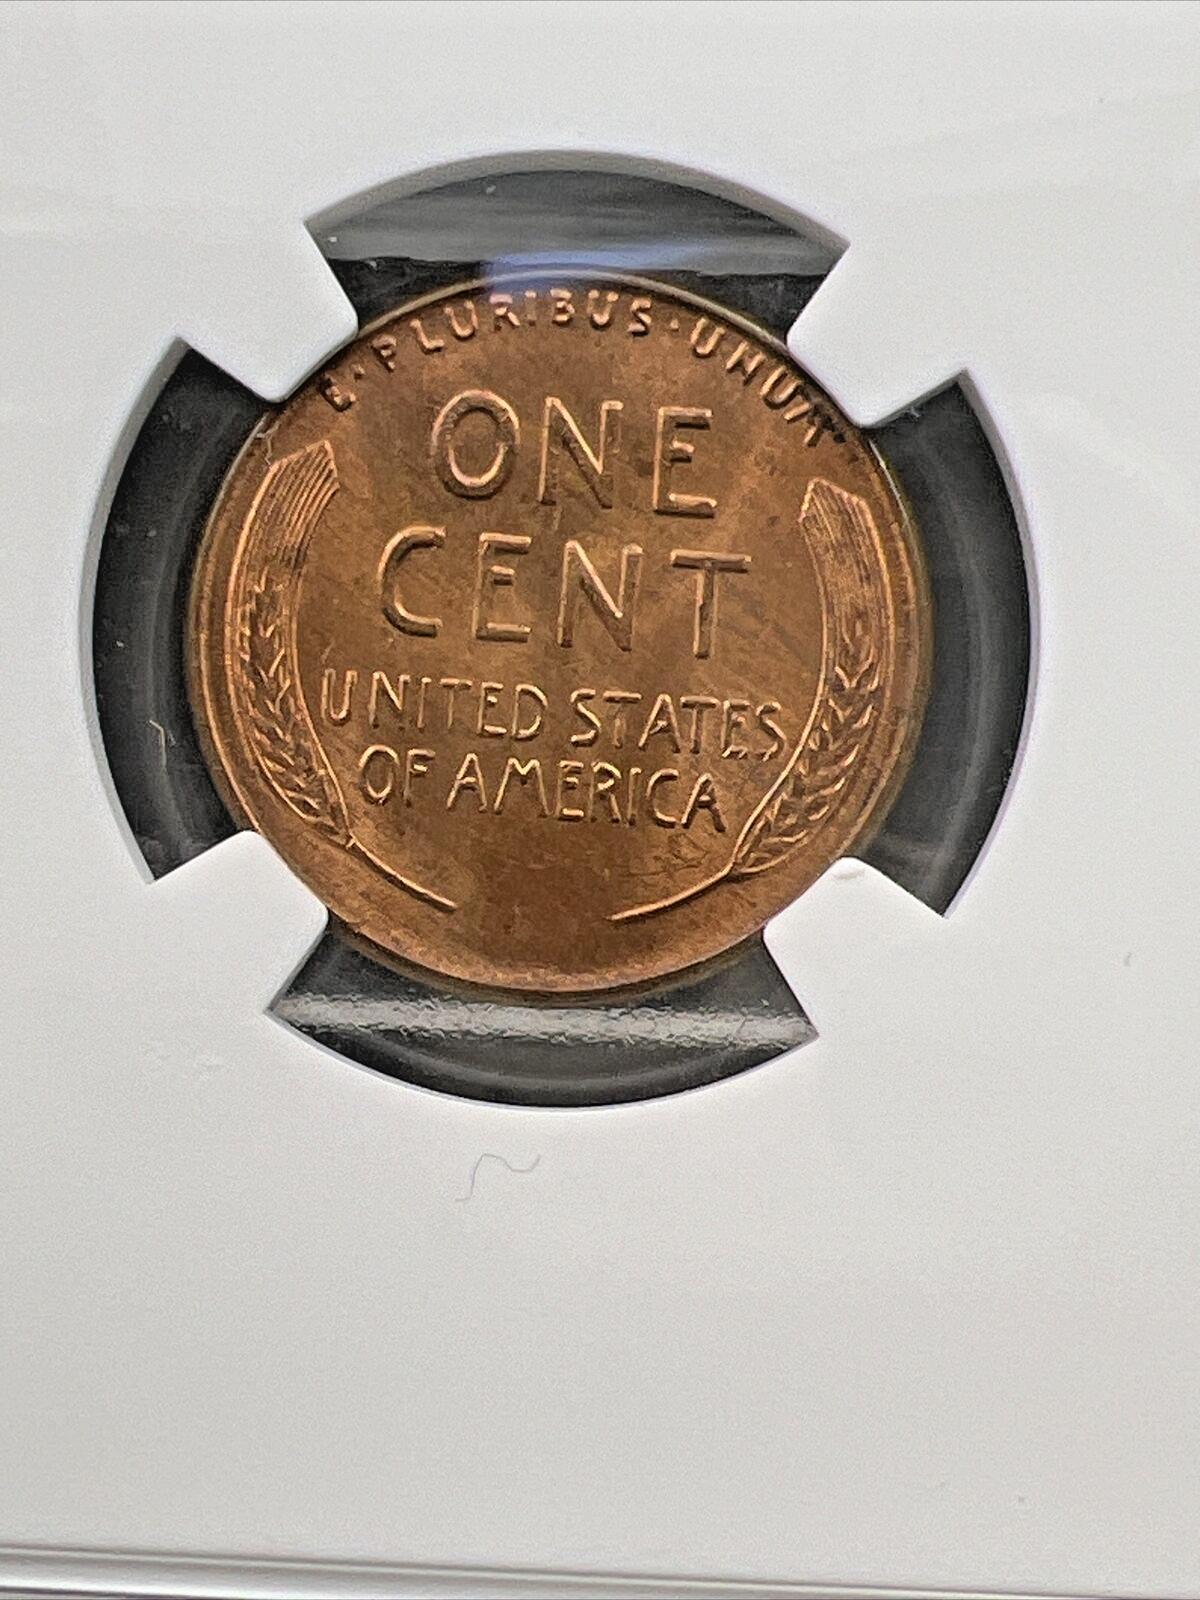 E·PLURIBUS·UNUM
ONE
CENT
UNITED STATES
OF AMERICA